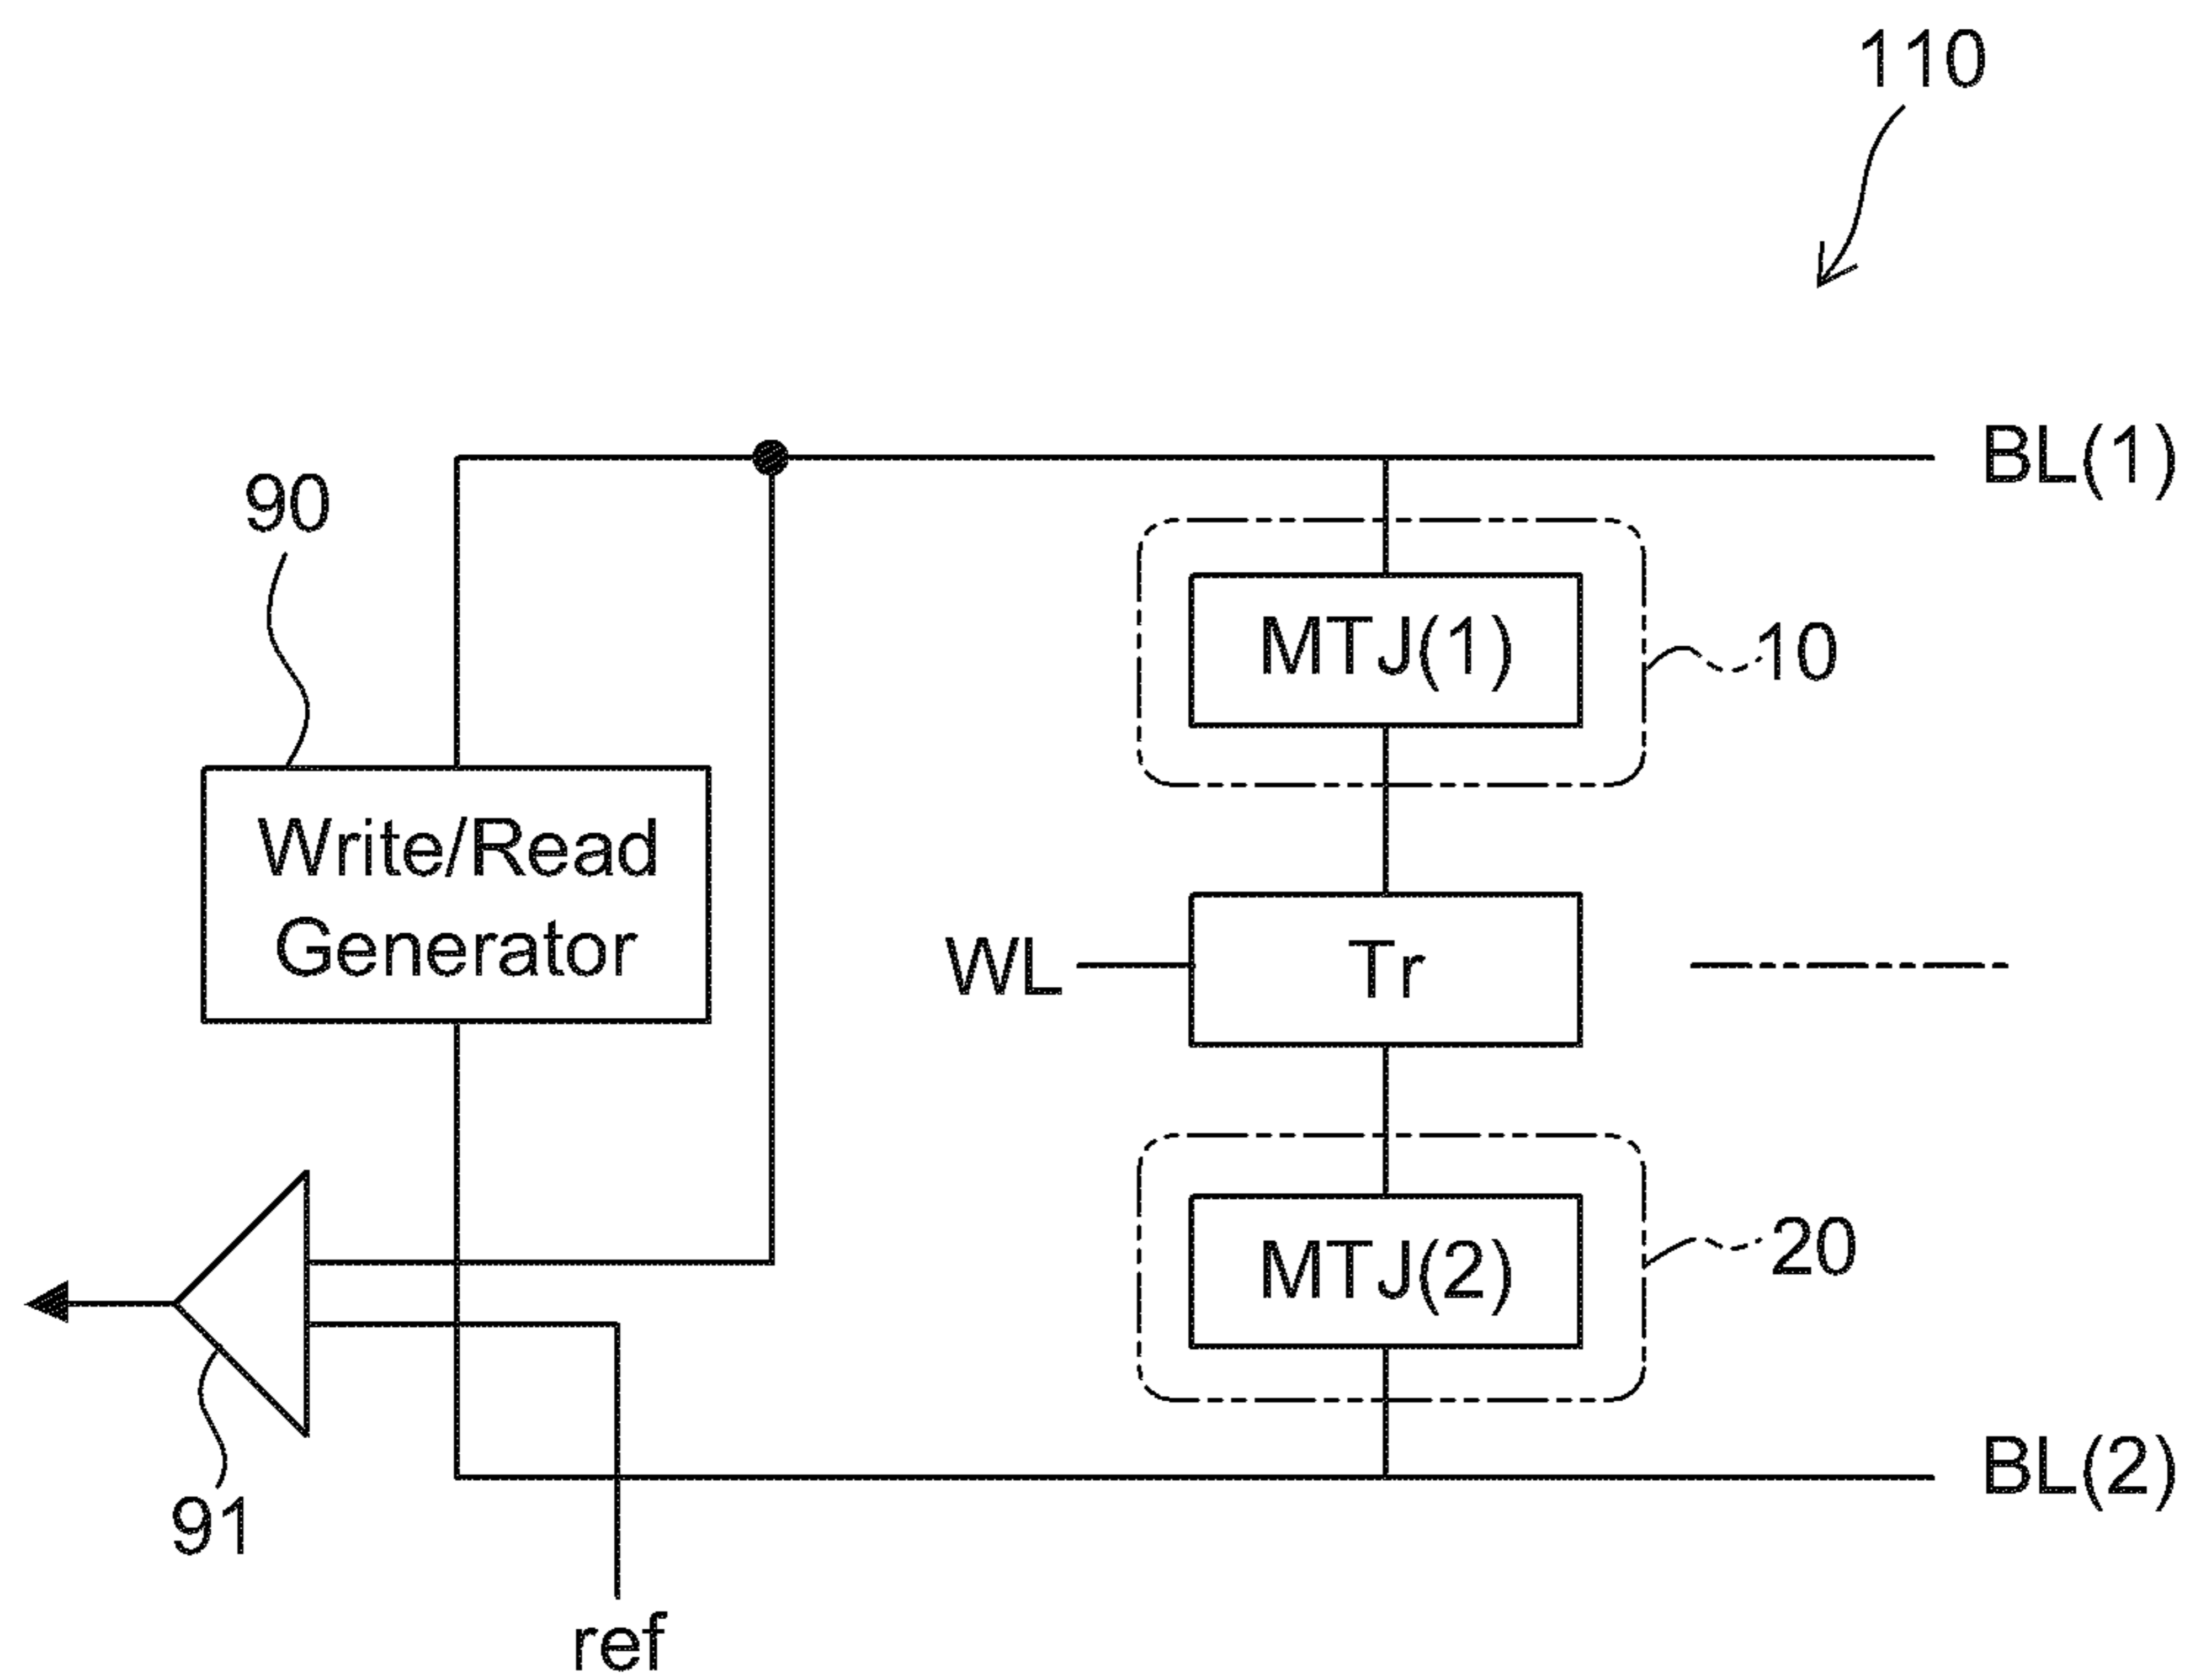 110
BL(1)
90
MTJ(1)
10
Write/Read
Generator
WL
Tr
MTJ(2)
20
BL(2)
91
ref